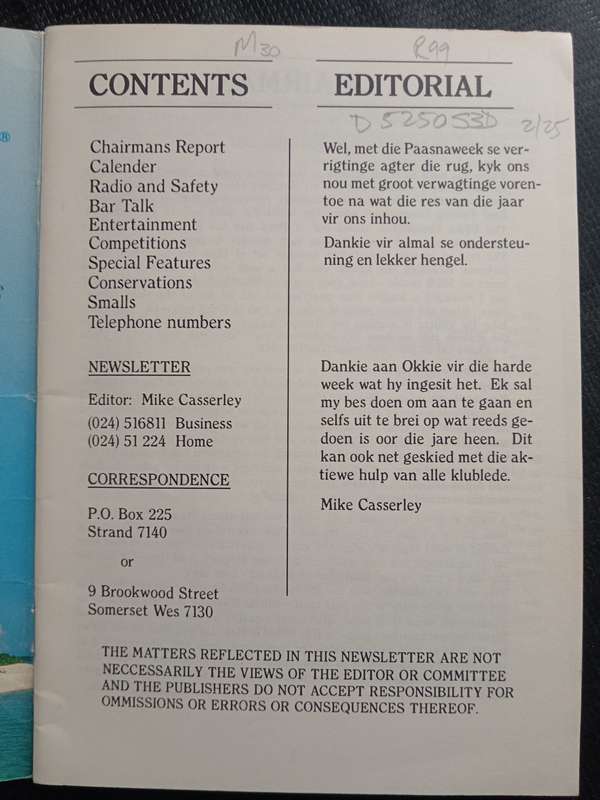 M30
R99
CONTENTS
Chairmans Report
Calender
Radio and Safety
Bar Talk
Entertainment
Competitions
Special Features
Conservations
Smalls
Telephone numbers
NEWSLETTER
Editor: Mike Casserley
(024) 516811 Business
(024) 51 224 Home
CORRESPONDENCE
P.O. Box 225
Strand 7140
or
9 Brookwood Street
Somerset Wes 7130
EDITORIAL
2/25
Wel, met die Paasnaweek se ver-
rigtinge agter die rug, kyk ons
nou met groot verwagtinge voren-
toe na wat die res van die jaar
vir ons inhou.
Dankie vir almal se ondersteu-
ning en lekker hengel.
Dankie aan Okkie vir die harde
week wat hy ingesit het. Ek sal
my bes doen om aan te gaan en
selfs uit te brei op wat reeds ge-
doen is oor die jare heen. Dit
kan ook net geskied met die ak-
tiewe hulp van alle klublede.
Mike Casserley
THE MATTERS REFLECTED IN THIS NEWSLETTER ARE NOT
NECCESSARILY THE VIEWS OF THE EDITOR OR COMMITTEE
AND THE PUBLISHERS DO NOT ACCEPT RESPONSIBILITY FOR
OMMISSIONS OR ERRORS OR CONSEQUENCES THEREOF.